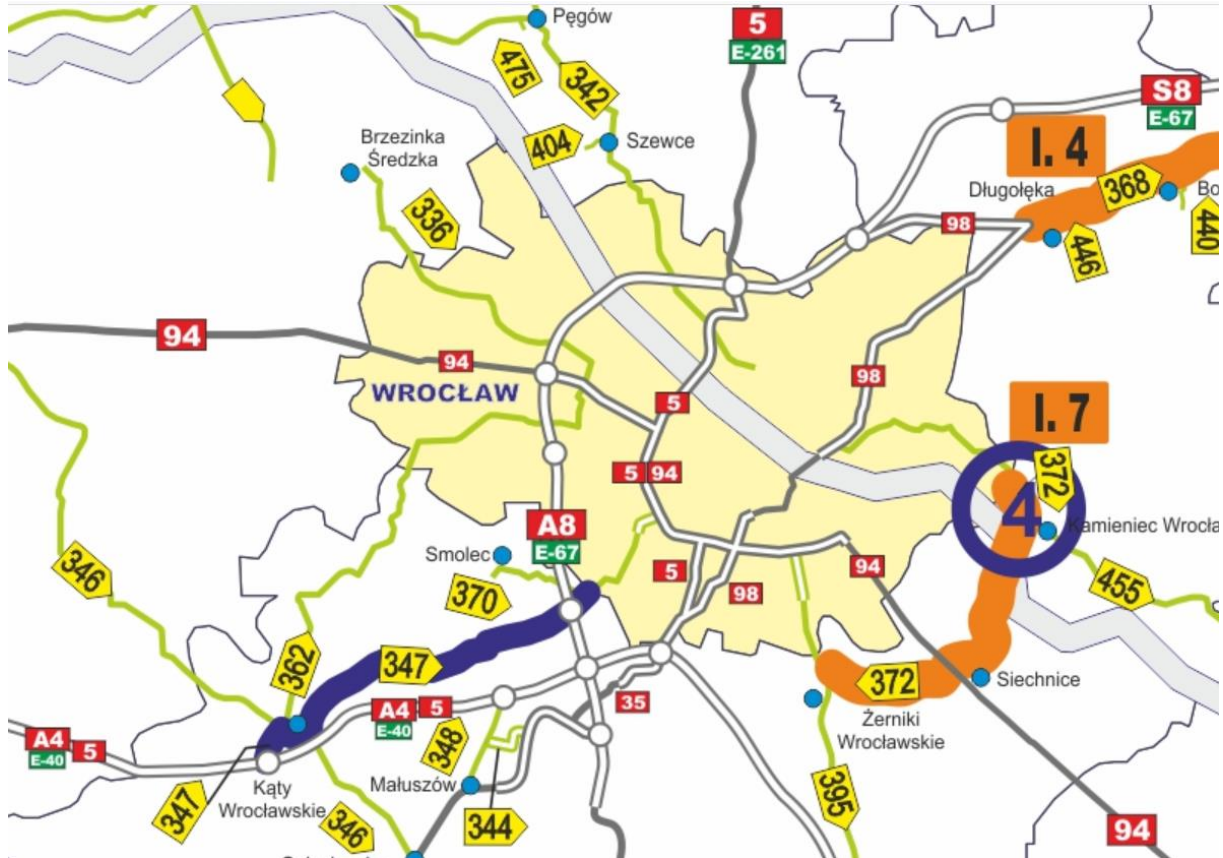 Pęgów
5
E-261
475
342
S8
E-67
Brzezinka
Średzka
404
Szewce
I. 4
Długołęka
368
Bo
336
98
446
440
94
94
WROCŁAW
98
5
I. 7
372
4
5 94
A8
E-67
Kamieniec Wrocła
Smolec
346
370
5
98
94
455
362
347
372
Siechnice
A4
E-40
5
A4
E-40
5
348
35
Żerniki
Wrocławskie
Małuszów
Kąty
Wrocławskie
347
346
344
395
94